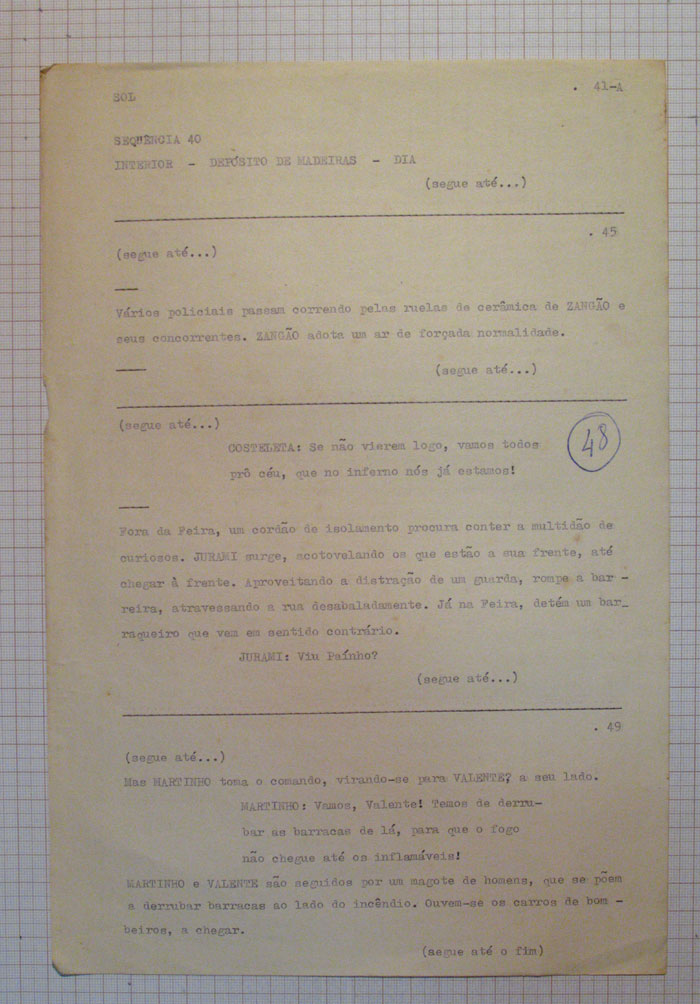 SOL
. 41-A
SEQUÊNCIA 40
INTERIOR - DEPÓSITO DE MADEIRAS - DIA
(segue até...)
. 45
(segue até...)
Vários policiais passam correndo pelas ruelas de cerâmica de ZANGÃO e
seus concorrentes. ZANGÃO adota um ar de forçada normalidade.
(segue até...)
(segue até...)
COSTELETA: Se não vierem logo, vamos todos
48
prô céu, que no inferno nós já estamos!
Fora da Feira, um cordão de isolamento procura conter a multidão de
curiosos. JURAMI surge, acotovelando os que estão a sua frente, até
chegar à frente. Aproveitando a distração de um guarda, rompe a bar -
reira, atravessando a rua desabaladamente. Já na Feira, detém um bar_
raqueiro que vem em sentido contrário.
JURAMI: Viu Paínho?
(segue até...)
. 49
(segue até...)
Mas MARTINHO toma o comando, virando-se para VALENTE, a seu lado.
MARTINHO: Vamos, Valente! Temos de derru-
bar as barracas de lá, para que o fogo
não chegue até os inflamáveis!
MARTINHO e VALENTE são seguidos por um magote de homens, que se põem
a derrubar barracas ao lado do incêndio. Ouvem-se os carros de bom -
beiros, a chegar.
(segue até o fim)